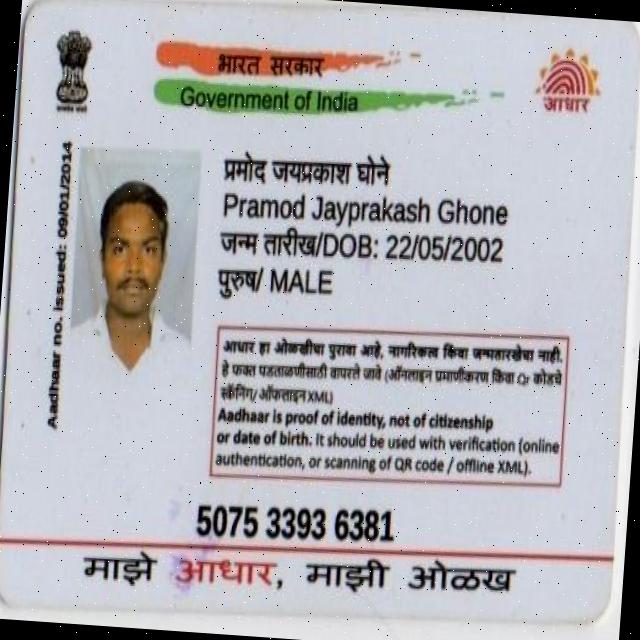 भारत सरकार
Government of India
आधार
Aadhaar no. issued: 09/01/2014
प्रमोद जयप्रकाश घोने
Pramod Jayprakash Ghone
जन्म तारीख/DOB: 22/05/2002
पुरुष/ MALE
आधार हा ओळखीचा पुरावा आहे, नागरिकत्व किंवा जन्मतारखेचा नाही.
हे फक्त पडताळणीसाठी वापरले जावे (ऑनलाइन प्रमाणीकरण किंवा Qr कोडचे
स्कॅनिंग/ ऑफलाइन XML)
Aadhaar is proof of identity, not of citizenship
or date of birth. It should be used with verification (online
authentication, or scanning of QR code / offline XML).
5075 3393 6381
माझे आधार, माझी ओळख